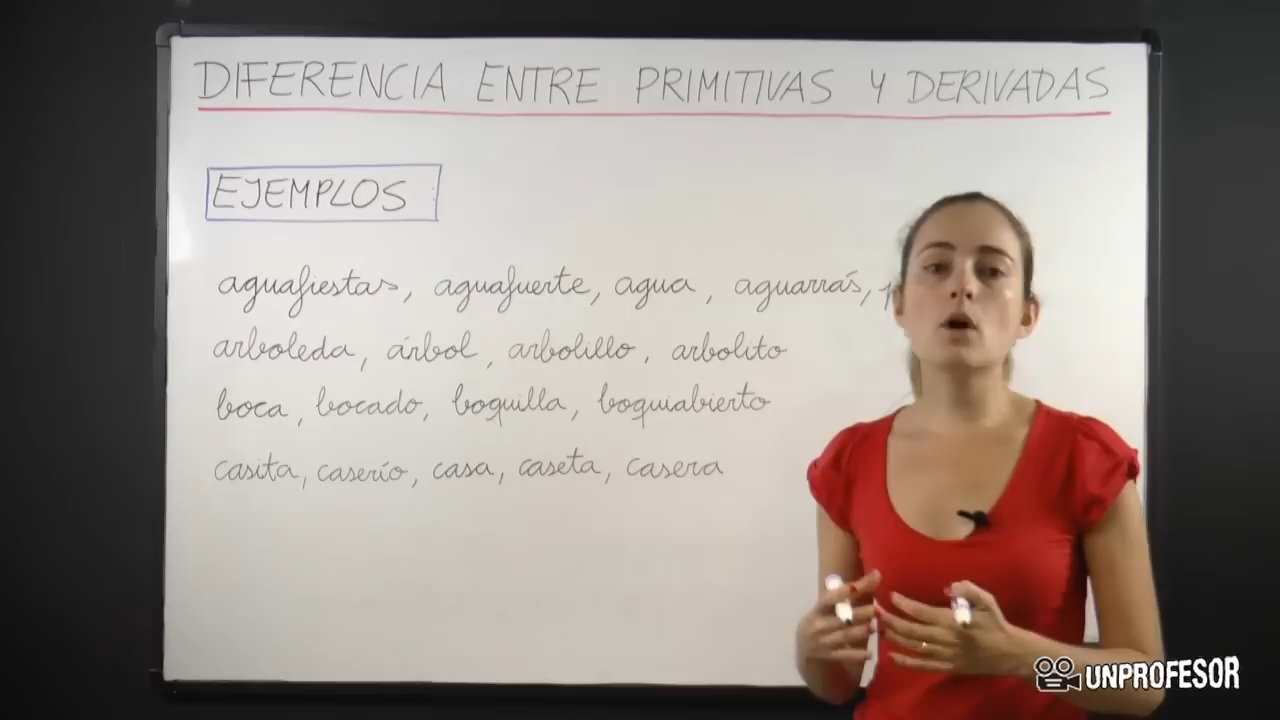 DIFERENCIA ENTRE PRIMITIVAS Y DERIVADAS
EJEMPLOS
aguafiestas, aguafuerte, agua, aguarrás,
arboleda, árbol, arbolillo, arbolito
boca, bocado, boquilla, boquiabierto
casita, caserío, casa, caseta, casera
UNPROFESOR